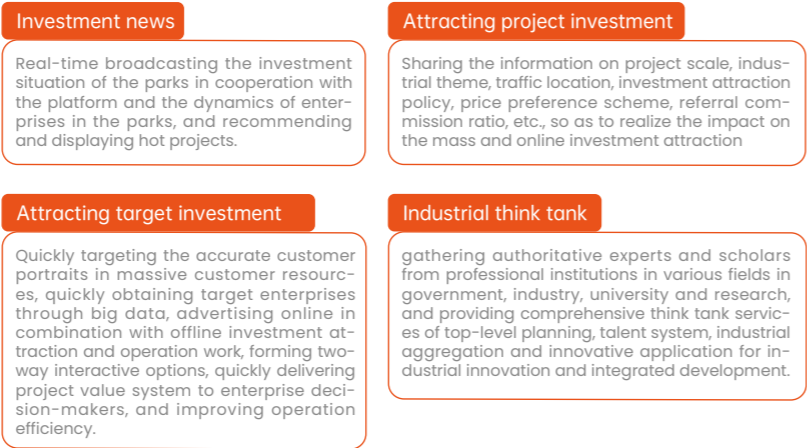 Investment news
Real-time broadcasting the investment
situation of the parks in cooperation with
the platform and the dynamics of enter-
prises in the parks, and recommending
and displaying hot projects.
Attracting project investment
Sharing the information on project scale, indus-
trial theme, traffic location, investment attraction
policy, price preference scheme, referral com-
mission ratio, etc., so as to realize the impact on
the mass and online investment attraction
Attracting target investment
Quickly targeting the accurate customer
portraits in massive customer resourc-
es, quickly obtaining target enterprises
through big data, advertising online in
combination with offline investment at-
traction and operation work, forming two-
way interactive options, quickly delivering
project value system to enterprise deci-
sion-makers, and improving operation
efficiency.
Industrial think tank
gathering authoritative experts and scholars
from professional institutions in various fields in
government, industry, university and research,
and providing comprehensive think tank servic-
es of top-level planning, talent system, industrial
aggregation and innovative application for in-
dustrial innovation and integrated development.